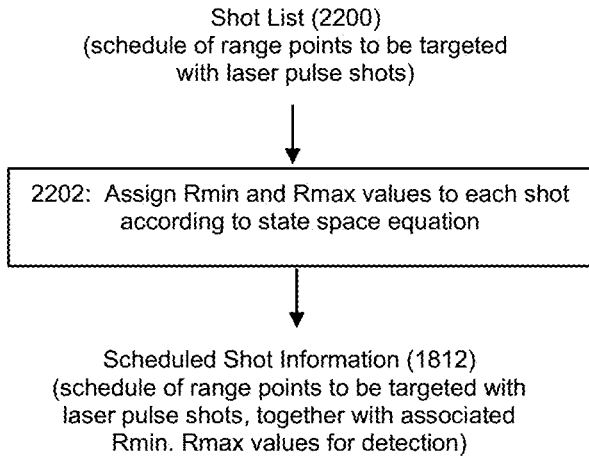 Shot List (2200)
(schedule of range points to be targeted
with laser pulse shots)
2202: Assign Rmin and Rmax values to each shot
according to state space equation
Scheduled Shot Information (1812)
(schedule of range points to be targeted with
laser pulse shots, together with associated
Rmin. Rmax values for detection)